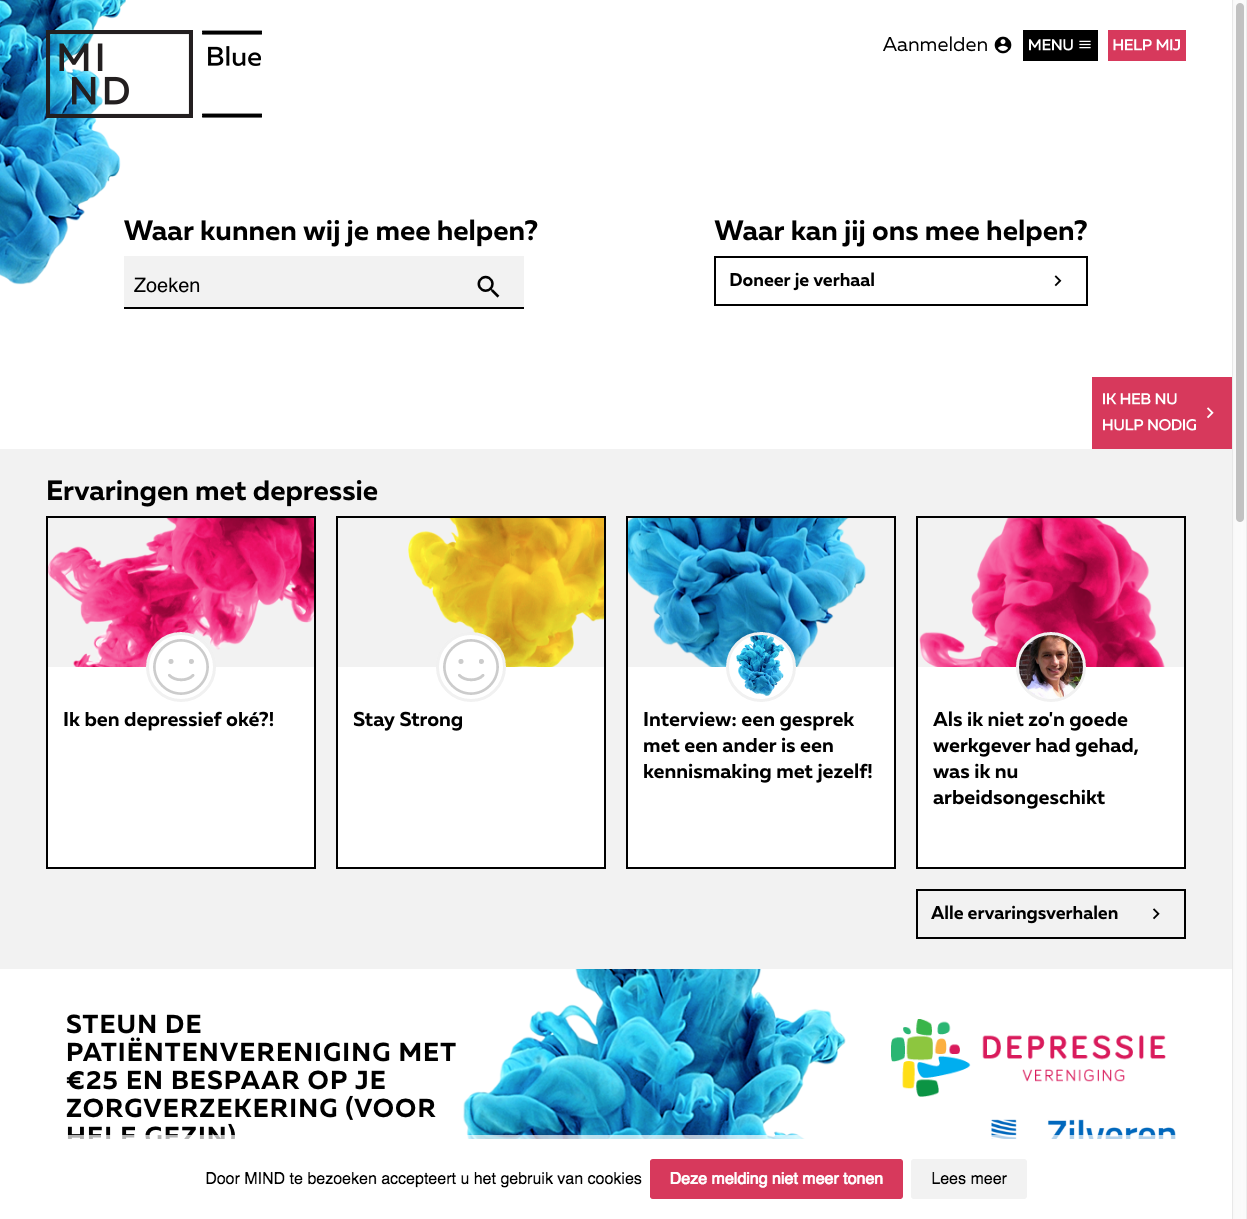 MI
ND
Blue
Aanmelden
MENU
HELP MIJ
Waar kunnen wij je mee helpen?
Zoeken
Waar kan jij ons mee helpen?
Doneer je verhaal
IK HEB NU
HULP NODIG
Ervaringen met depressie
Ik ben depressief oké?!
Stay Strong
Interview: een gesprek
met een ander is een
kennismaking met jezelf!
Als ik niet zo'n goede
werkgever had gehad,
was ik nu
arbeidsongeschikt
Alle ervaringsverhalen
STEUN DE
PATIËNTENVERENIGING MET
€25 EN BESPAAR OP JE
ZORGVERZEKERING (VOOR
HELE GEZIN)
DEPRESSIE
VERENIGING
Zilveren
Door MIND te bezoeken accepteert u het gebruik van cookies
Deze melding niet meer tonen
Lees meer